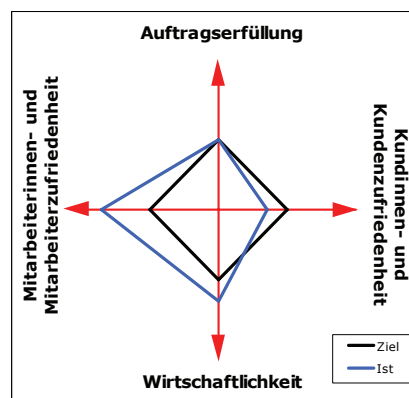 Auftragserfüllung
Mitarbeiterinnen- und
Mitarbeiterzufriedenheit
Kundinnen- und
Kundenzufriedenheit
Wirtschaftlichkeit
Ziel
Ist